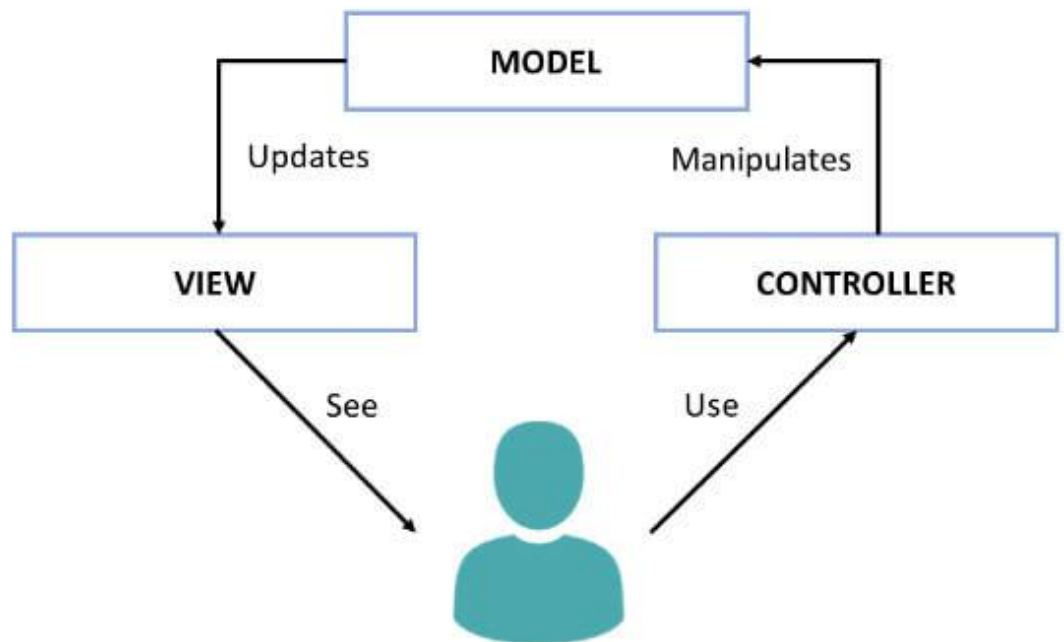 MODEL
Updates
Manipulates
VIEW
CONTROLLER
See
Use